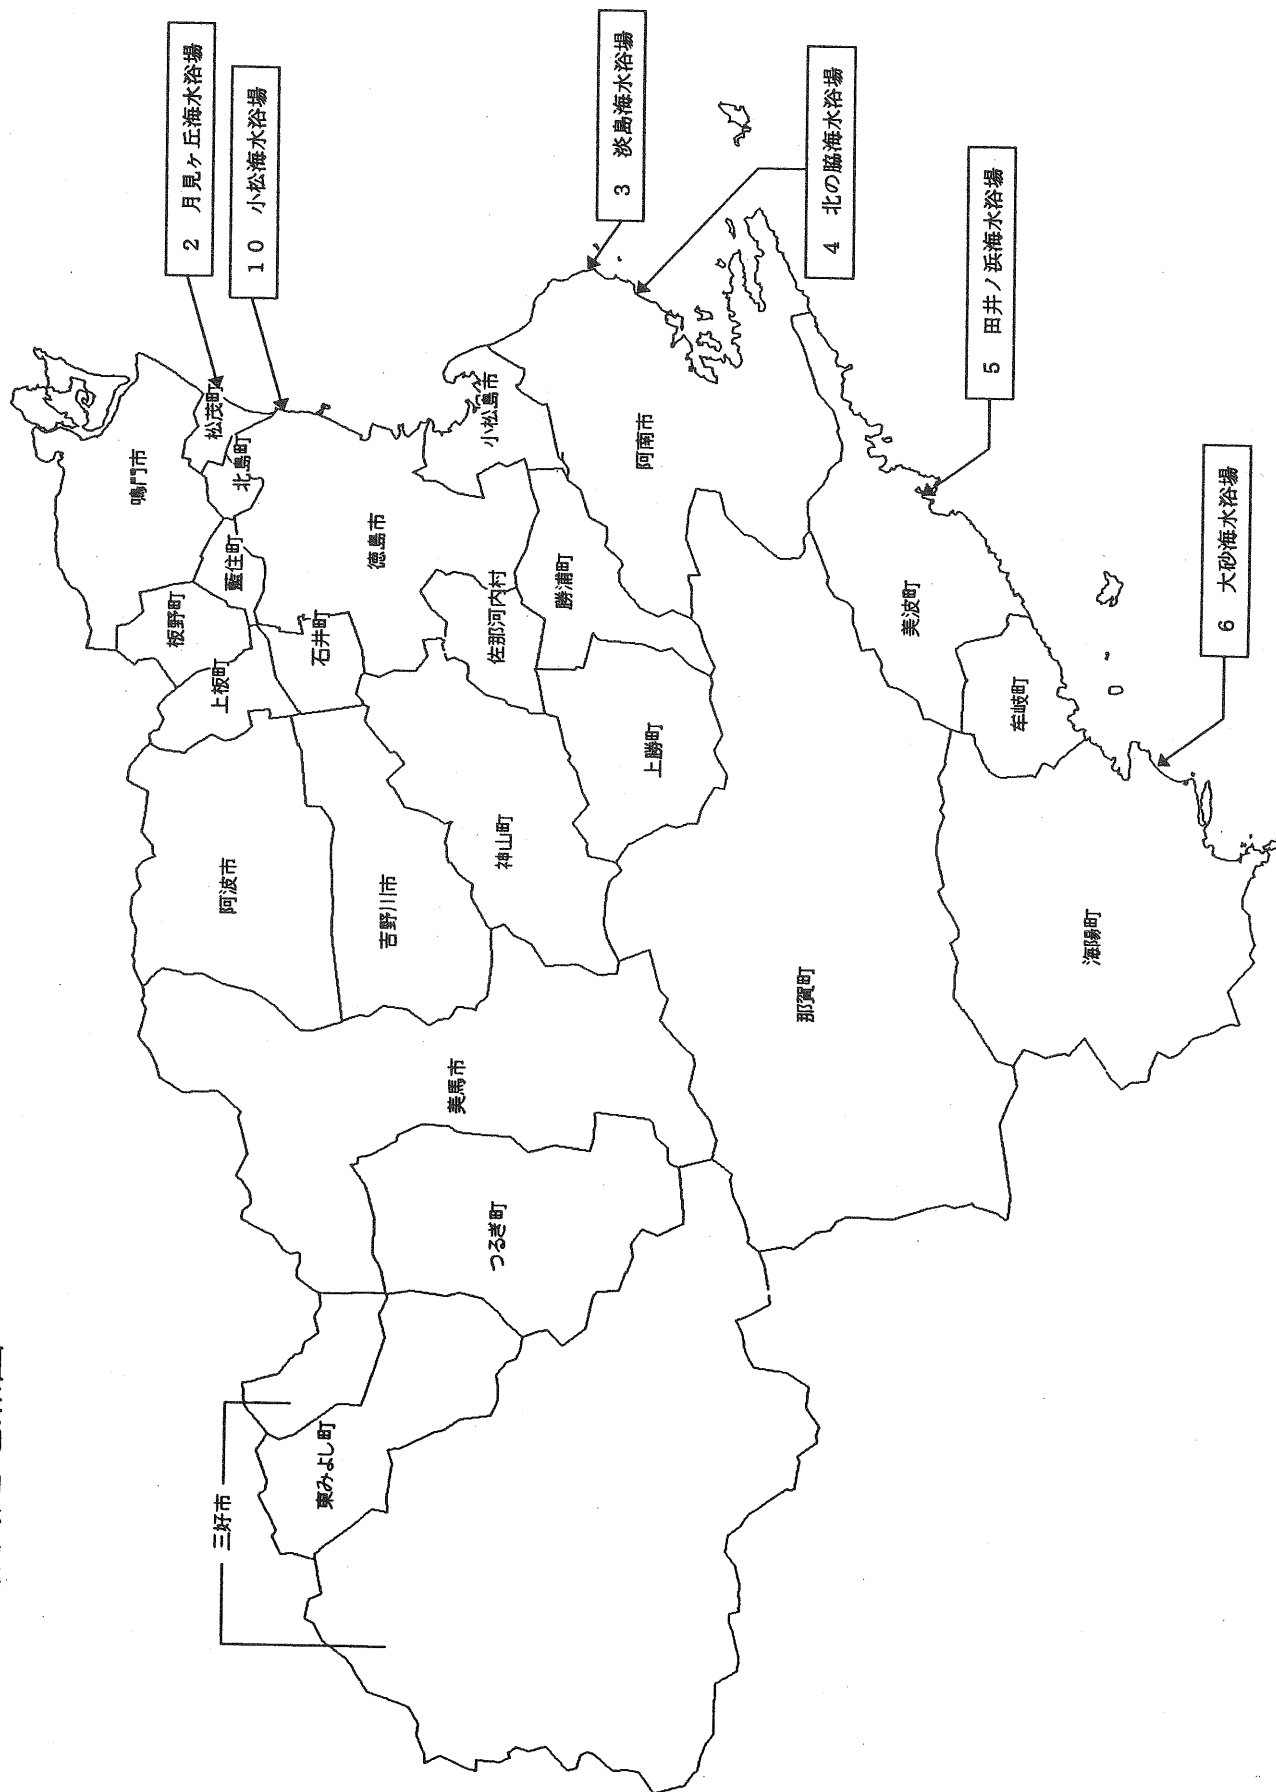 2 月見ヶ丘海水浴場
10 小松海水浴場
3 淡島海水浴場
4 北の脇海水浴場
5 田井ノ浜海水浴場
6 大砂海水浴場
鳴門市
松茂町
北島町
藍住町
板野町
上板町
徳島市
石井町
小松島市
佐那河内村
勝浦町
阿南市
上勝町
神山町
阿波市
吉野川市
美波町
牟岐町
海陽町
那賀町
美馬市
つるぎ町
東みよし町
三好市